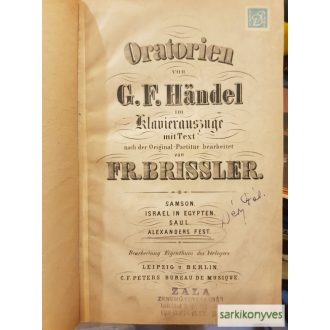 Oratorien
VON
G. F. Händel
IM
Klavierauszuge
mit Text
nach der Original-Partitur bearbeitet
von
FR. BRISSLER.
SAMSON.
ISRAEL IN EGYPTEN.
SAUL.
ALEXANDERS FEST.
Bearbeitung Eigenthum des Verlegers
LEIPZIG u BERLIN.
C. F. PETERS BUREAU DE MUSIQUE.
ZALA
sarkikonyves